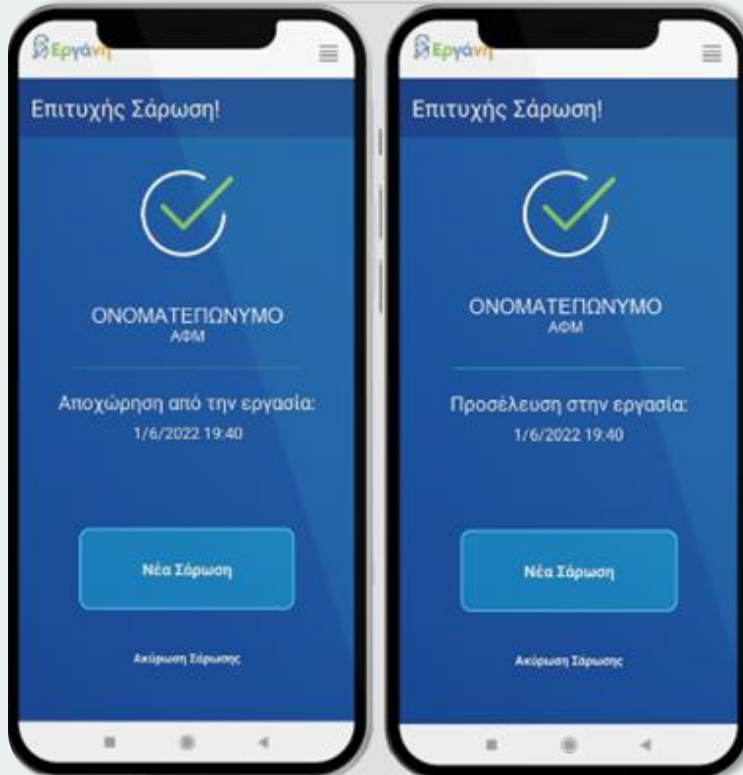 Εργάνη
Επιτυχής Σάρωση!
ΟΝΟΜΑΤΕΠΩΝΥΜΟ
ΑΦΜ
Αποχώρηση από την εργασία:
1/6/2022 19:40
Νέα Σάρωση
Ακύρωση Σάρωσης
Εργάνη
Επιτυχής Σάρωση!
ΟΝΟΜΑΤΕΠΩΝΥΜΟ
ΑΦΜ
Προσέλευση στην εργασία:
1/6/2022 19:40
Νέα Σάρωση
Ακύρωση Σάρωσης